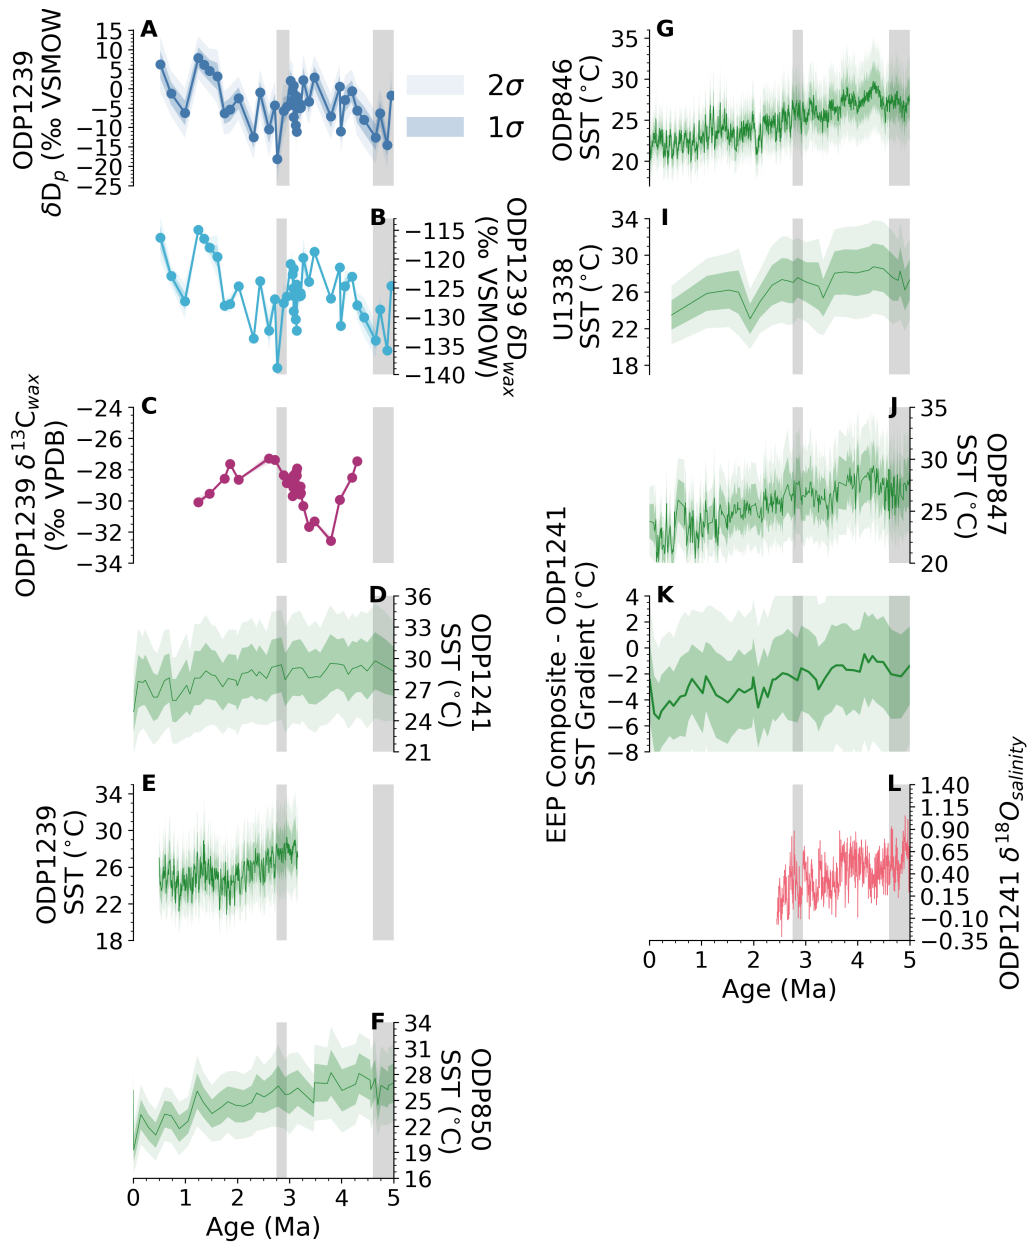 A
ODP1239
δD_p (‰ VSMOW
15
10
5
0
−5
−10
−15
−20
−25
2σ
1σ
B
ODP1239 δD_wax
(‰ VSMOW)
−115
−120
−125
−130
−135
−140
C
ODP1239 δ¹³C_wax
(‰ VPDB)
−24
−26
−28
−30
−32
−34
D
ODP1241
SST (°C)
36
33
30
27
24
21
E
ODP1239
SST (°C)
34
30
26
22
18
F
ODP850
SST (°C)
34
31
28
25
22
19
16
0 1 2 3 4 5
Age (Ma)
G
ODP846
SST (°C)
35
30
25
20
I
U1338
SST (°C)
34
30
26
22
18
J
ODP847
SST (°C)
35
30
25
20
K
EEP Composite - ODP1241
SST Gradient (°C)
4
2
0
−2
−4
−6
−8
L
ODP1241 δ¹⁸O_salinity
1.40
1.15
0.90
0.65
0.40
0.15
−0.10
−0.35
0 1 2 3 4 5
Age (Ma)